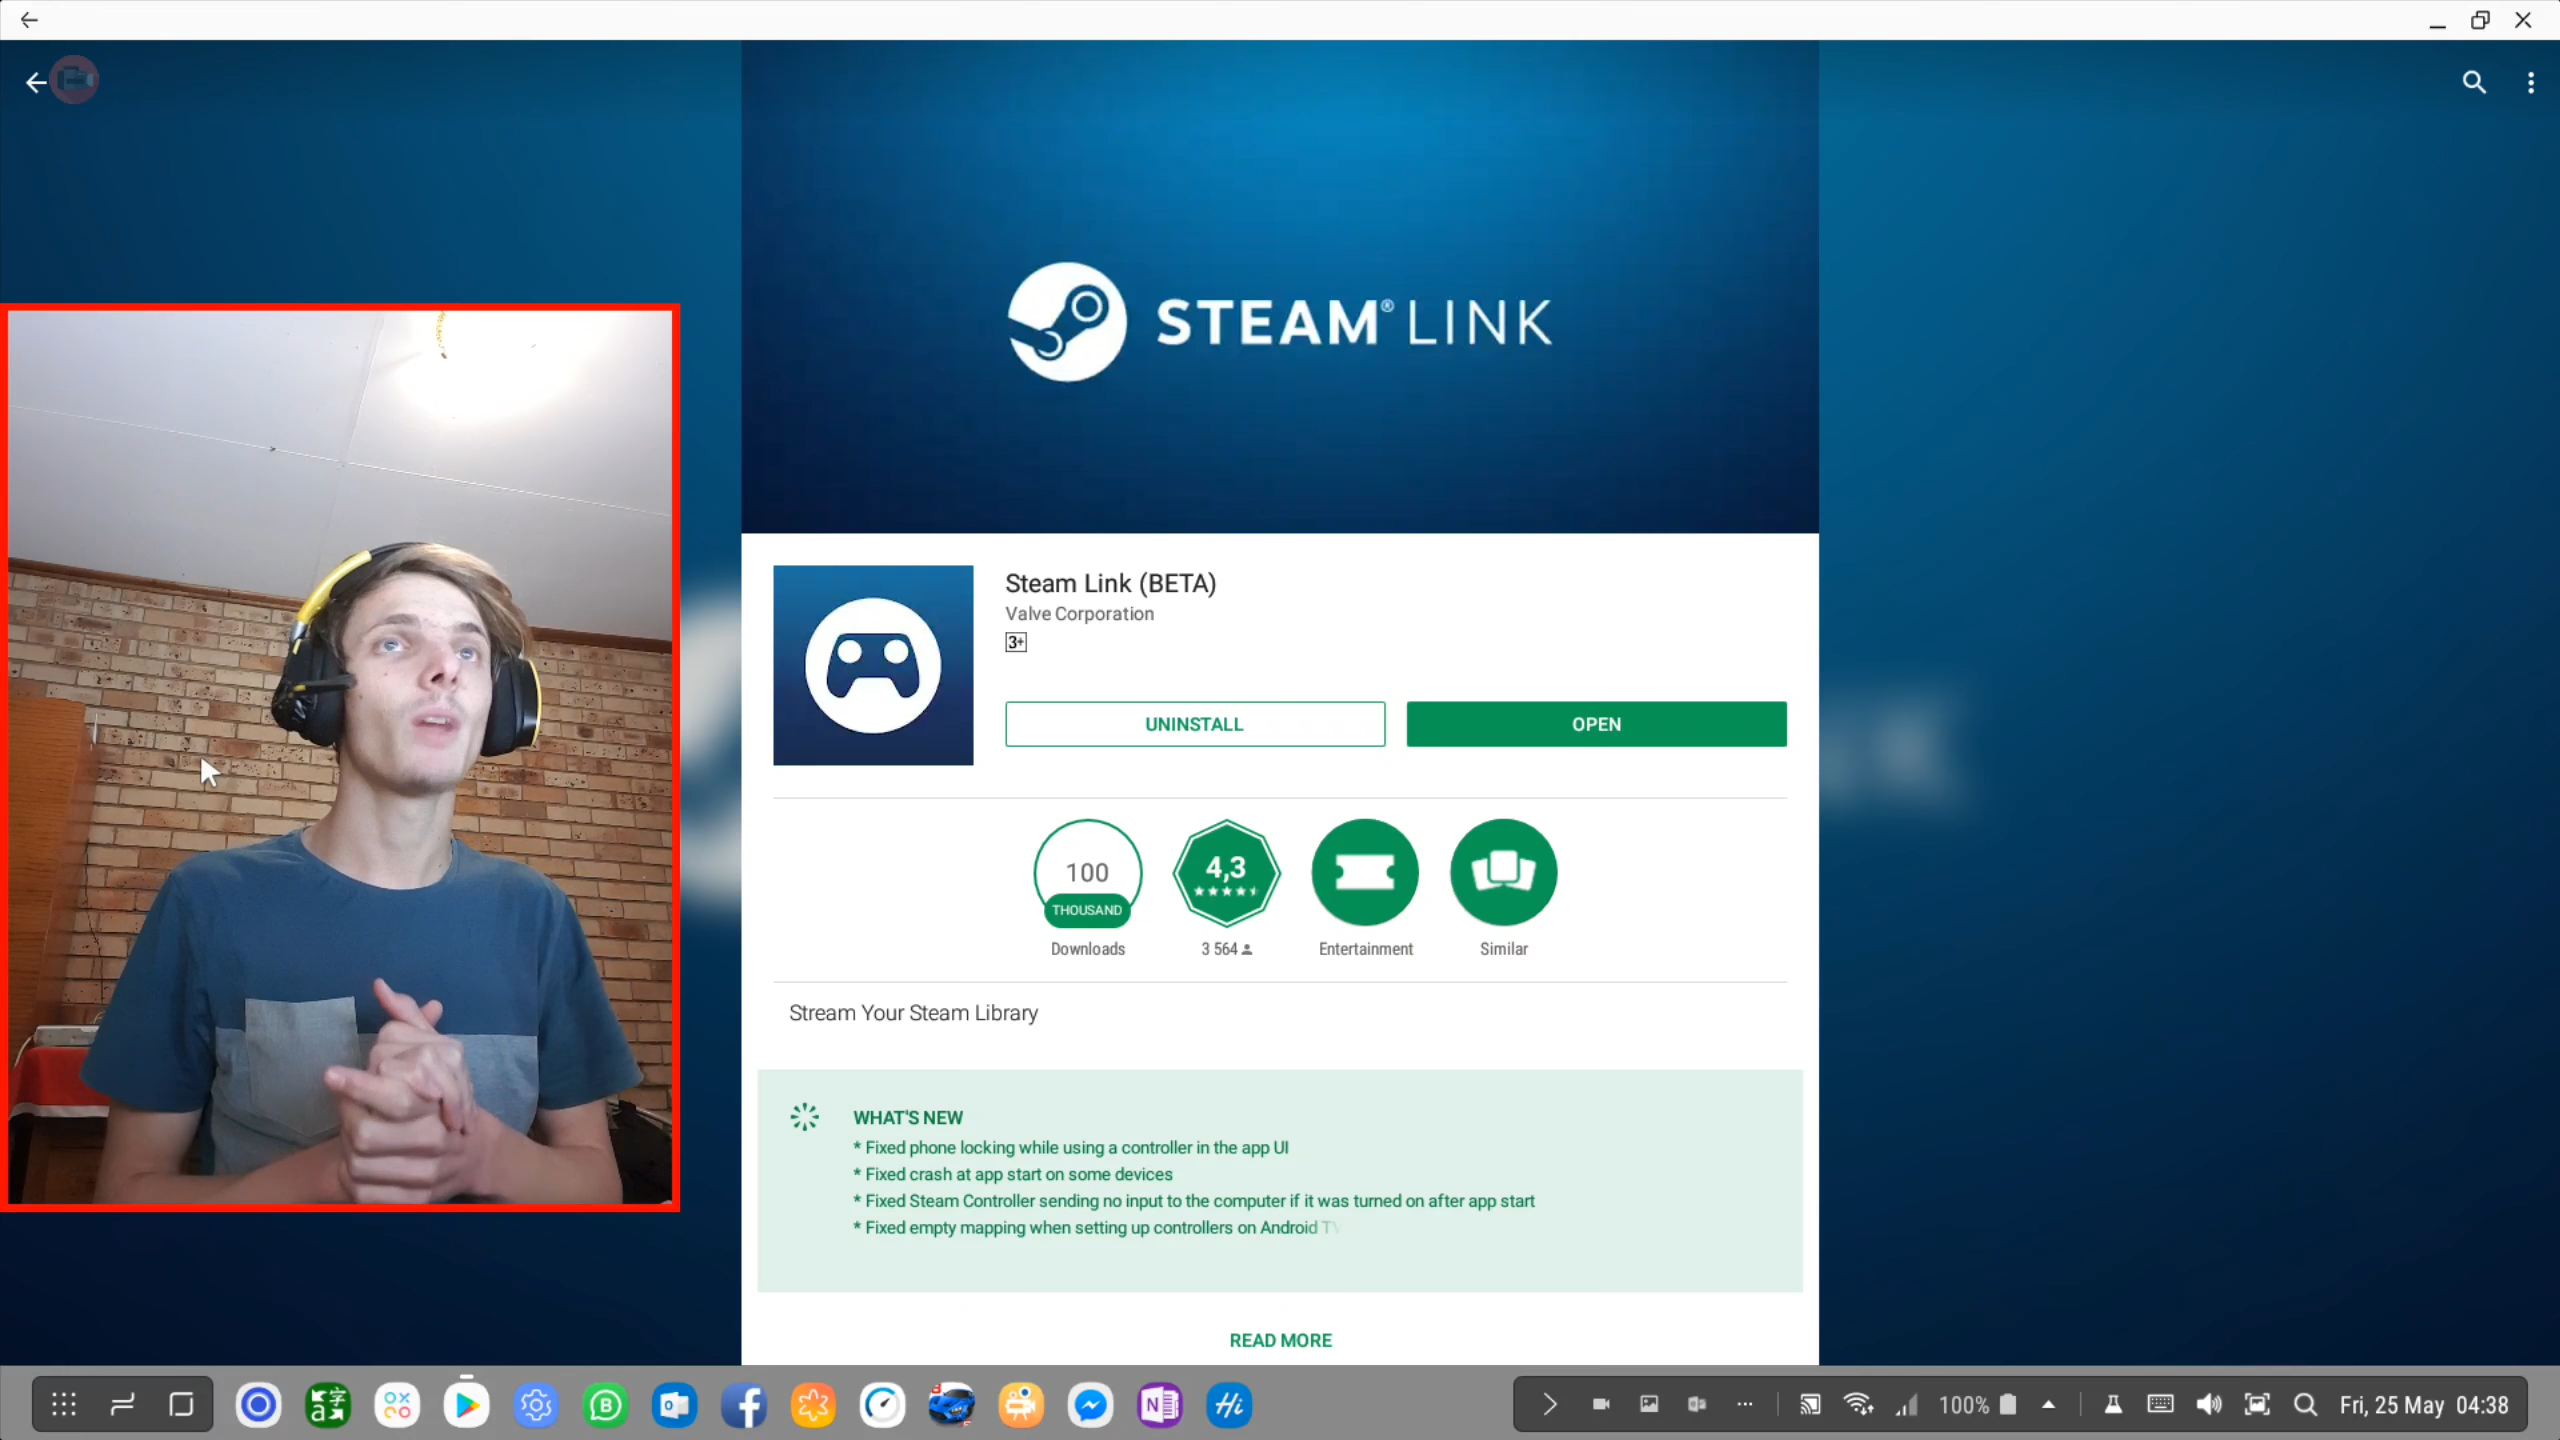 STEAM® LINK
Steam Link (BETA)
Valve Corporation
3+
UNINSTALL
OPEN
100
THOUSAND
Downloads
4,3
3 564
Entertainment
Similar
Stream Your Steam Library
WHAT'S NEW
* Fixed phone locking while using a controller in the app UI
* Fixed crash at app start on some devices
* Fixed Steam Controller sending no input to the computer if it was turned on after app start
* Fixed empty mapping when setting up controllers on Android TV
READ MORE
字
a
B
N
Hi
100%
Fri, 25 May 04:38